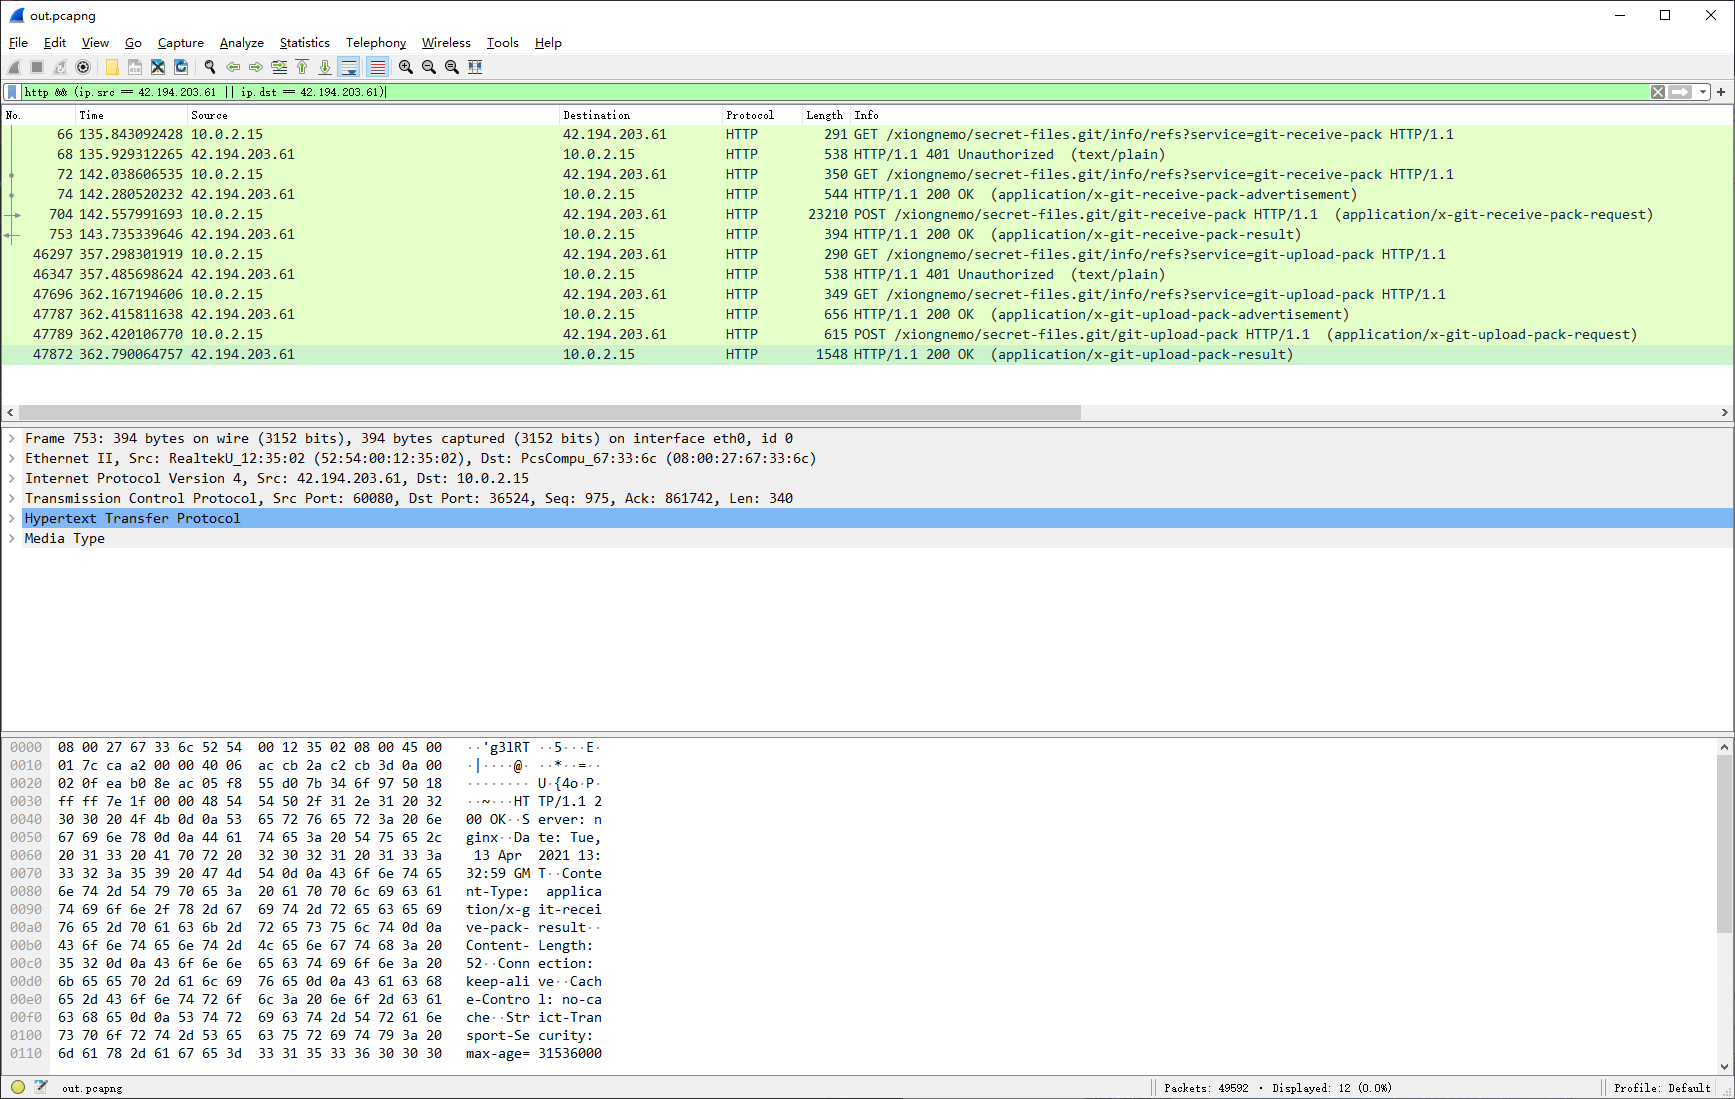 out.pcapng
File Edit View Go Capture Analyze Statistics Telephony Wireless Tools Help
http && (ip.src == 42.194.203.61 || ip.dst == 42.194.203.61)
No. Time Source Destination Protocol Length Info
66 135.843092428 10.0.2.15 42.194.203.61 HTTP 291 GET /xiongnemo/secret-files.git/info/refs?service=git-receive-pack HTTP/1.1
68 135.929312265 42.194.203.61 10.0.2.15 HTTP 538 HTTP/1.1 401 Unauthorized (text/plain)
72 142.038606535 10.0.2.15 42.194.203.61 HTTP 350 GET /xiongnemo/secret-files.git/info/refs?service=git-receive-pack HTTP/1.1
74 142.280520232 42.194.203.61 10.0.2.15 HTTP 544 HTTP/1.1 200 OK (application/x-git-receive-pack-advertisement)
704 142.557991693 10.0.2.15 42.194.203.61 HTTP 23210 POST /xiongnemo/secret-files.git/git-receive-pack HTTP/1.1 (application/x-git-receive-pack-request)
753 143.735339646 42.194.203.61 10.0.2.15 HTTP 394 HTTP/1.1 200 OK (application/x-git-receive-pack-result)
46297 357.298301919 10.0.2.15 42.194.203.61 HTTP 290 GET /xiongnemo/secret-files.git/info/refs?service=git-upload-pack HTTP/1.1
46347 357.485698624 42.194.203.61 10.0.2.15 HTTP 538 HTTP/1.1 401 Unauthorized (text/plain)
47696 362.167194606 10.0.2.15 42.194.203.61 HTTP 349 GET /xiongnemo/secret-files.git/info/refs?service=git-upload-pack HTTP/1.1
47787 362.415811638 42.194.203.61 10.0.2.15 HTTP 656 HTTP/1.1 200 OK (application/x-git-upload-pack-advertisement)
47789 362.420106770 10.0.2.15 42.194.203.61 HTTP 615 POST /xiongnemo/secret-files.git/git-upload-pack HTTP/1.1 (application/x-git-upload-pack-request)
47872 362.790064757 42.194.203.61 10.0.2.15 HTTP 1548 HTTP/1.1 200 OK (application/x-git-upload-pack-result)
Frame 753: 394 bytes on wire (3152 bits), 394 bytes captured (3152 bits) on interface eth0, id 0
Ethernet II, Src: RealtekU_12:35:02 (52:54:00:12:35:02), Dst: PcsCompu_67:33:6c (08:00:27:67:33:6c)
Internet Protocol Version 4, Src: 42.194.203.61, Dst: 10.0.2.15
Transmission Control Protocol, Src Port: 60080, Dst Port: 36524, Seq: 975, Ack: 861742, Len: 340
Hypertext Transfer Protocol
Media Type
0000 08 00 27 67 33 6c 52 54 00 12 35 02 08 00 45 00 ··'g3lRT ··5···E·
0010 01 7c ca a2 00 00 40 06 ac cb 2a c2 cb 3d 0a 00 ·|····@· ··*··=··
0020 02 0f ea b0 8e ac 05 f8 55 d0 7b 34 6f 97 50 18 ········ U·{4o·P·
0030 ff ff 7e 1f 00 00 48 54 54 50 2f 31 2e 31 20 32 ··~···HT TP/1.1 2
0040 30 30 20 4f 4b 0d 0a 53 65 72 76 65 72 3a 20 6e 00 OK··S erver: n
0050 67 69 6e 78 0d 0a 44 61 74 65 3a 20 54 75 65 2c ginx··Da te: Tue,
0060 20 31 33 20 41 70 72 20 32 30 32 31 20 31 33 3a 13 Apr 2021 13:
0070 33 32 3a 35 39 20 47 4d 54 0d 0a 43 6f 6e 74 65 32:59 GM T··Conte
0080 6e 74 2d 54 79 70 65 3a 20 61 70 70 6c 69 63 61 nt-Type: applica
0090 74 69 6f 6e 2f 78 2d 67 69 74 2d 72 65 63 65 69 tion/x-g it-recei
00a0 76 65 2d 70 61 63 6b 2d 72 65 73 75 6c 74 0d 0a ve-pack- result··
00b0 43 6f 6e 74 65 6e 74 2d 4c 65 6e 67 74 68 3a 20 Content- Length:
00c0 35 32 0d 0a 43 6f 6e 6e 65 63 74 69 6f 6e 3a 20 52··Conn ection:
00d0 6b 65 65 70 2d 61 6c 69 76 65 0d 0a 43 61 63 68 keep-ali ve··Cach
00e0 65 2d 43 6f 6e 74 72 6f 6c 3a 20 6e 6f 2d 63 61 e-Contro l: no-ca
00f0 63 68 65 0d 0a 53 74 72 69 63 74 2d 54 72 61 6e che··Str ict-Tran
0100 73 70 6f 72 74 2d 53 65 63 75 72 69 74 79 3a 20 sport-Se curity:
0110 6d 61 78 2d 61 67 65 3d 33 31 35 33 36 30 30 30 max-age= 31536000
out.pcapng Packets: 49592 · Displayed: 12 (0.0%) Profile: Default